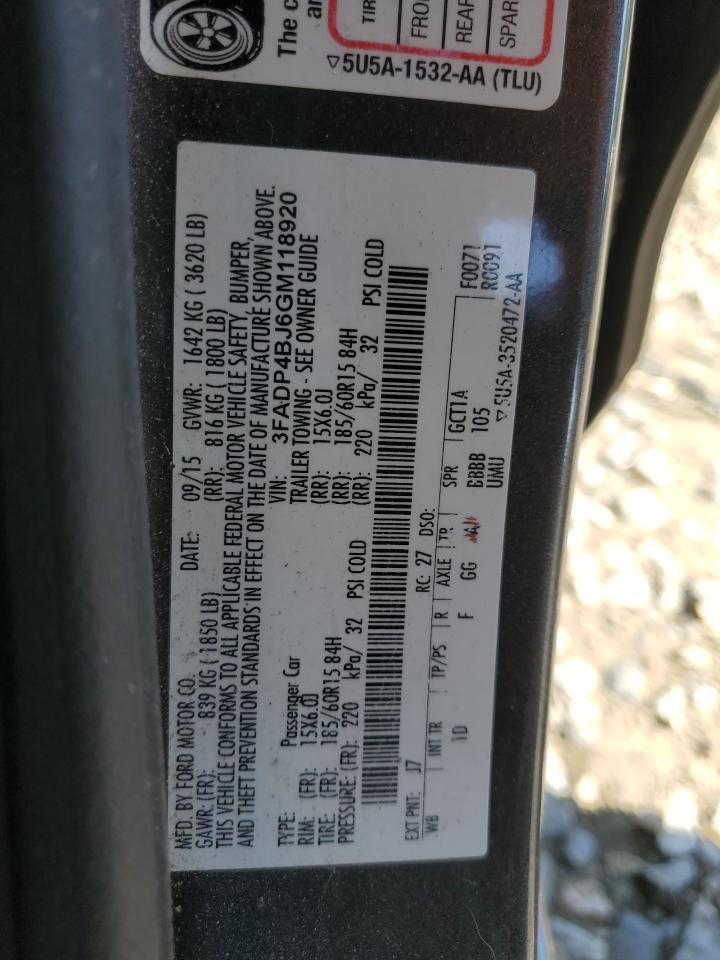 The c
an
TIR
FRO
REAR
SPAR
▽5U5A-1532-AA (TLU)
MFD. BY FORD MOTOR CO. DATE: 09/15 GVWR: 1642 KG ( 3620 LB)
GAWR: (FR): 839 KG ( 1850 LB) (RR): 816 KG ( 1800 LB)
THIS VEHICLE CONFORMS TO ALL APPLICABLE FEDERAL MOTOR VEHICLE SAFETY, BUMPER,
AND THEFT PREVENTION STANDARDS IN EFFECT ON THE DATE OF MANUFACTURE SHOWN ABOVE.
VIN: 3FADP4BJ6GM118920
TYPE: Passenger Car TRAILER TOWING - SEE OWNER GUIDE
RIM: (FR): 15X6.0J (RR): 15X6.0J
TIRE: (FR): 185/60R15 84H (RR): 185/60R15 84H
PRESSURE: (FR): 220 kPa/ 32 PSI COLD (RR): 220 kPa/ 32 PSI COLD
EXT PNT: J7 RC: 27 DSO: F0071
WB INT TR TP/PS R AXLE TR SPR GCT1A R0091
1D F GG BBBB 105
UMU ▽5U5A-3520472-AA